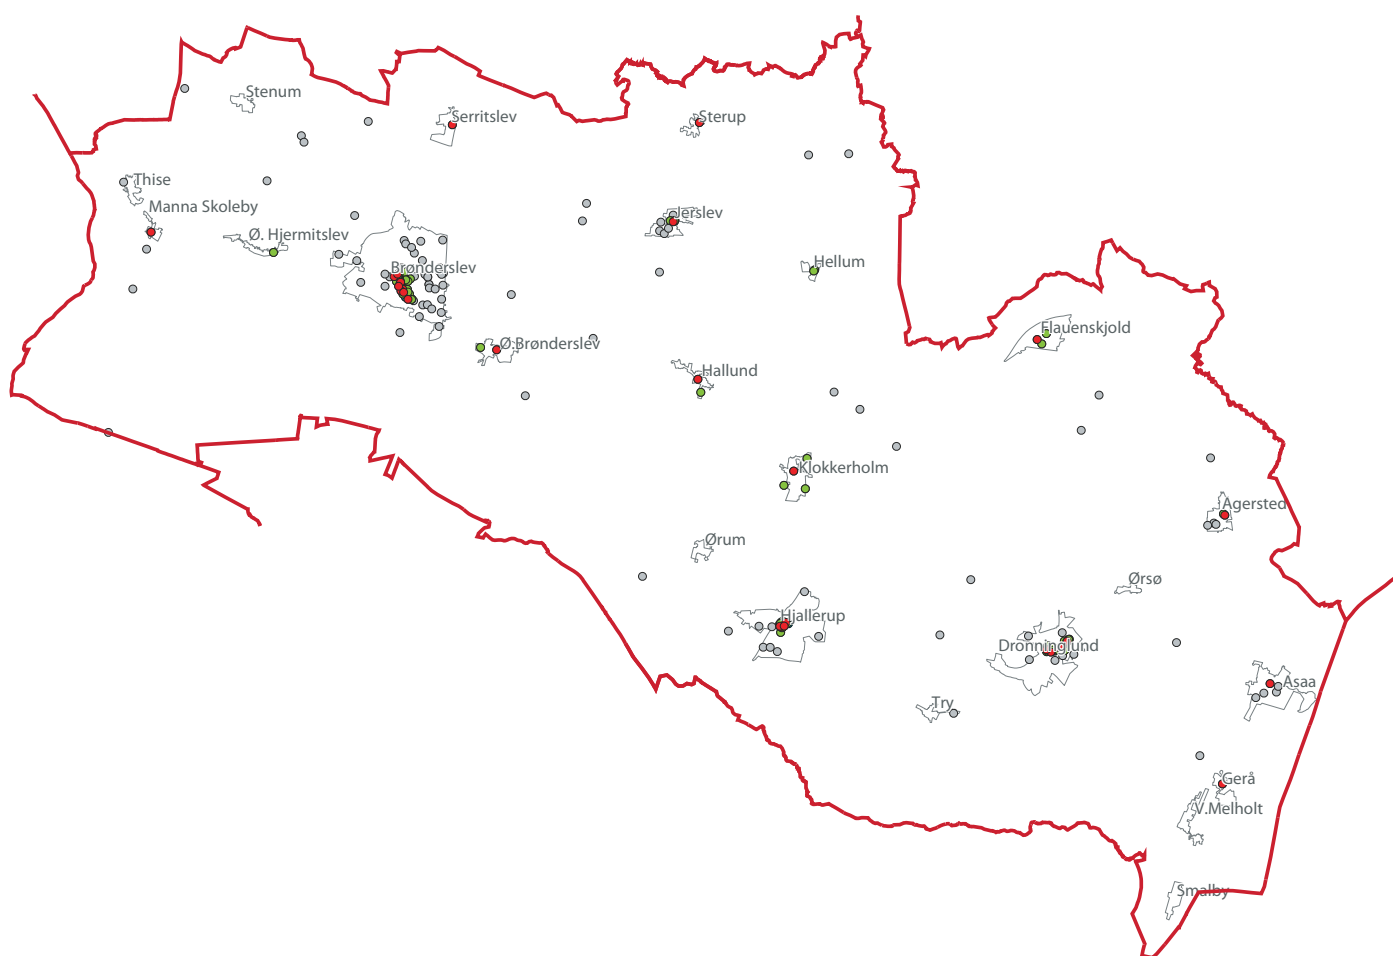 Stenum
Serritslev
Sterup
Thise
Manna Skoleby
Jerslev
Ø. Hjermitslev
Brønderslev
Hellum
Flauenskjold
Ø.Brønderslev
Hallund
Klokkerholm
Agersted
Ørum
Ørsø
Hjallerup
Dronninglund
Asaa
Try
Gerå
V.Melholt
Smalby